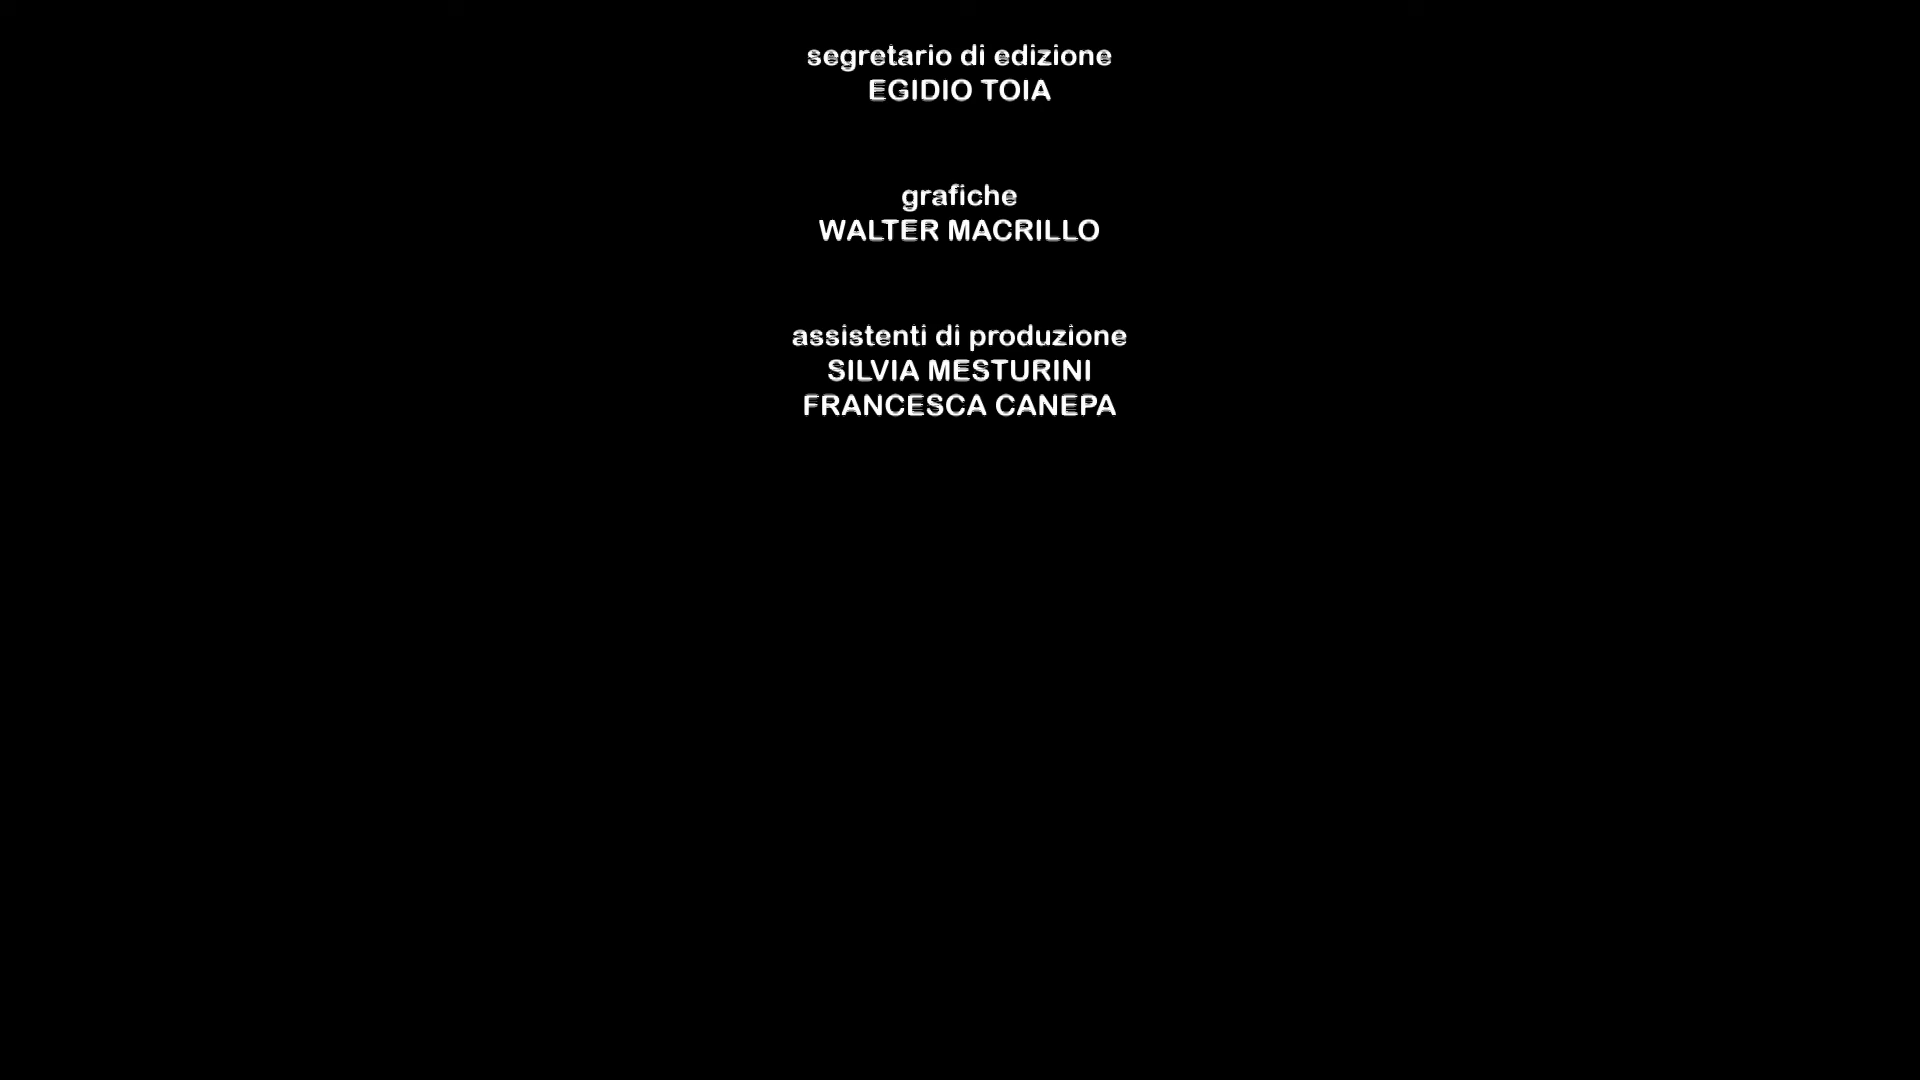 segretario di edizione
EGIDIO TOIA
grafiche
WALTER MACRILLO
assistenti di produzione
SILVIA MESTURINI
FRANCESCA CANEPA